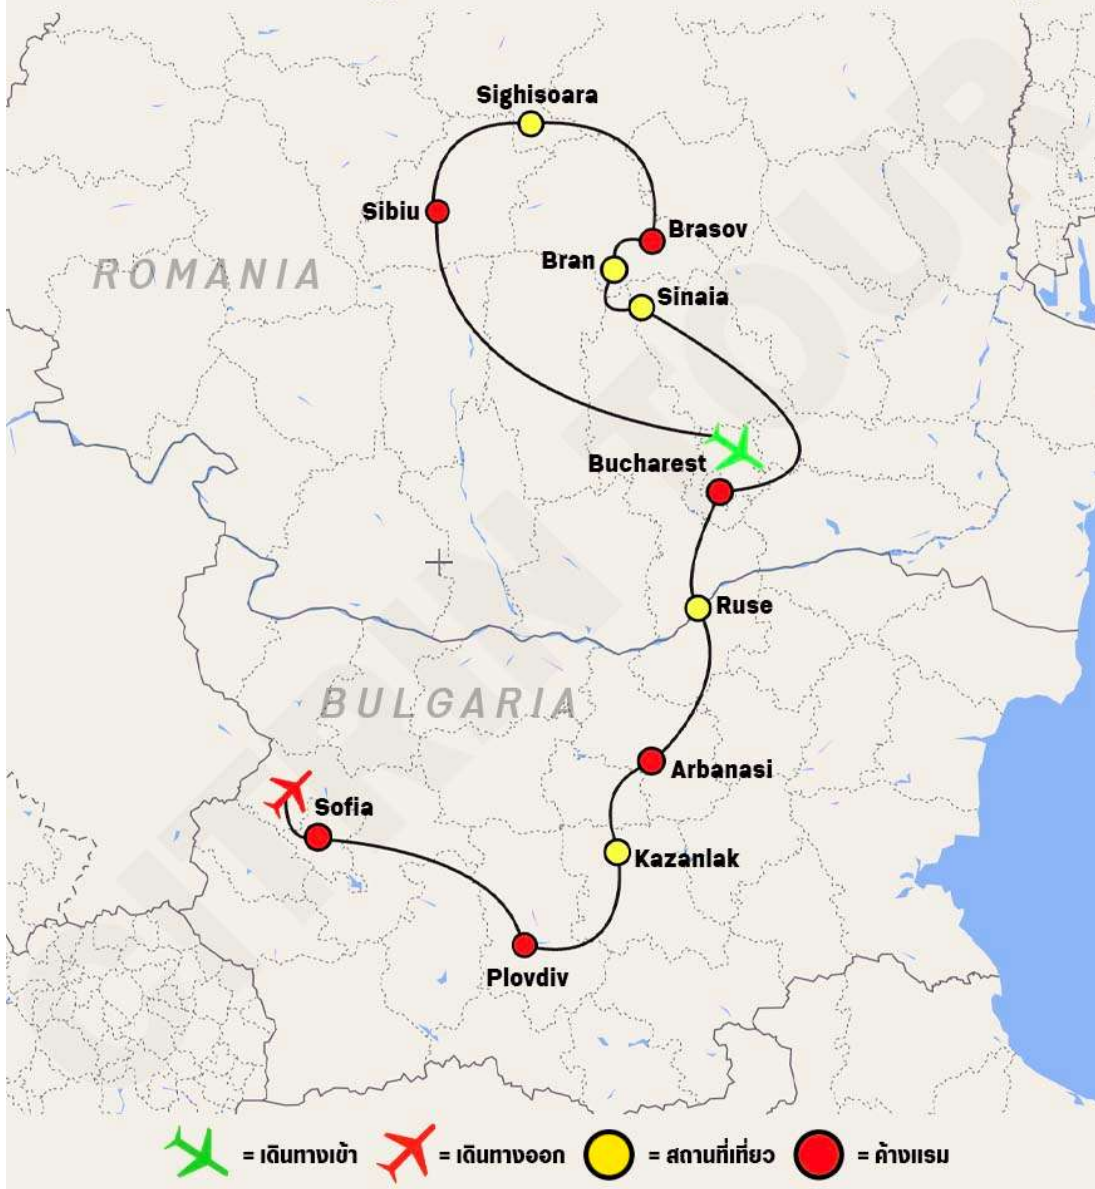 Sighisoara
Sibiu
Brasov
Bran
ROMANIA
Sinaia
Bucharest
Ruse
BULGARIA
Arbanasi
Sofia
Kazanlak
Plovdiv
= เดินทางเข้า = เดินทางออก = สถานที่เที่ยว = ค้างแรม